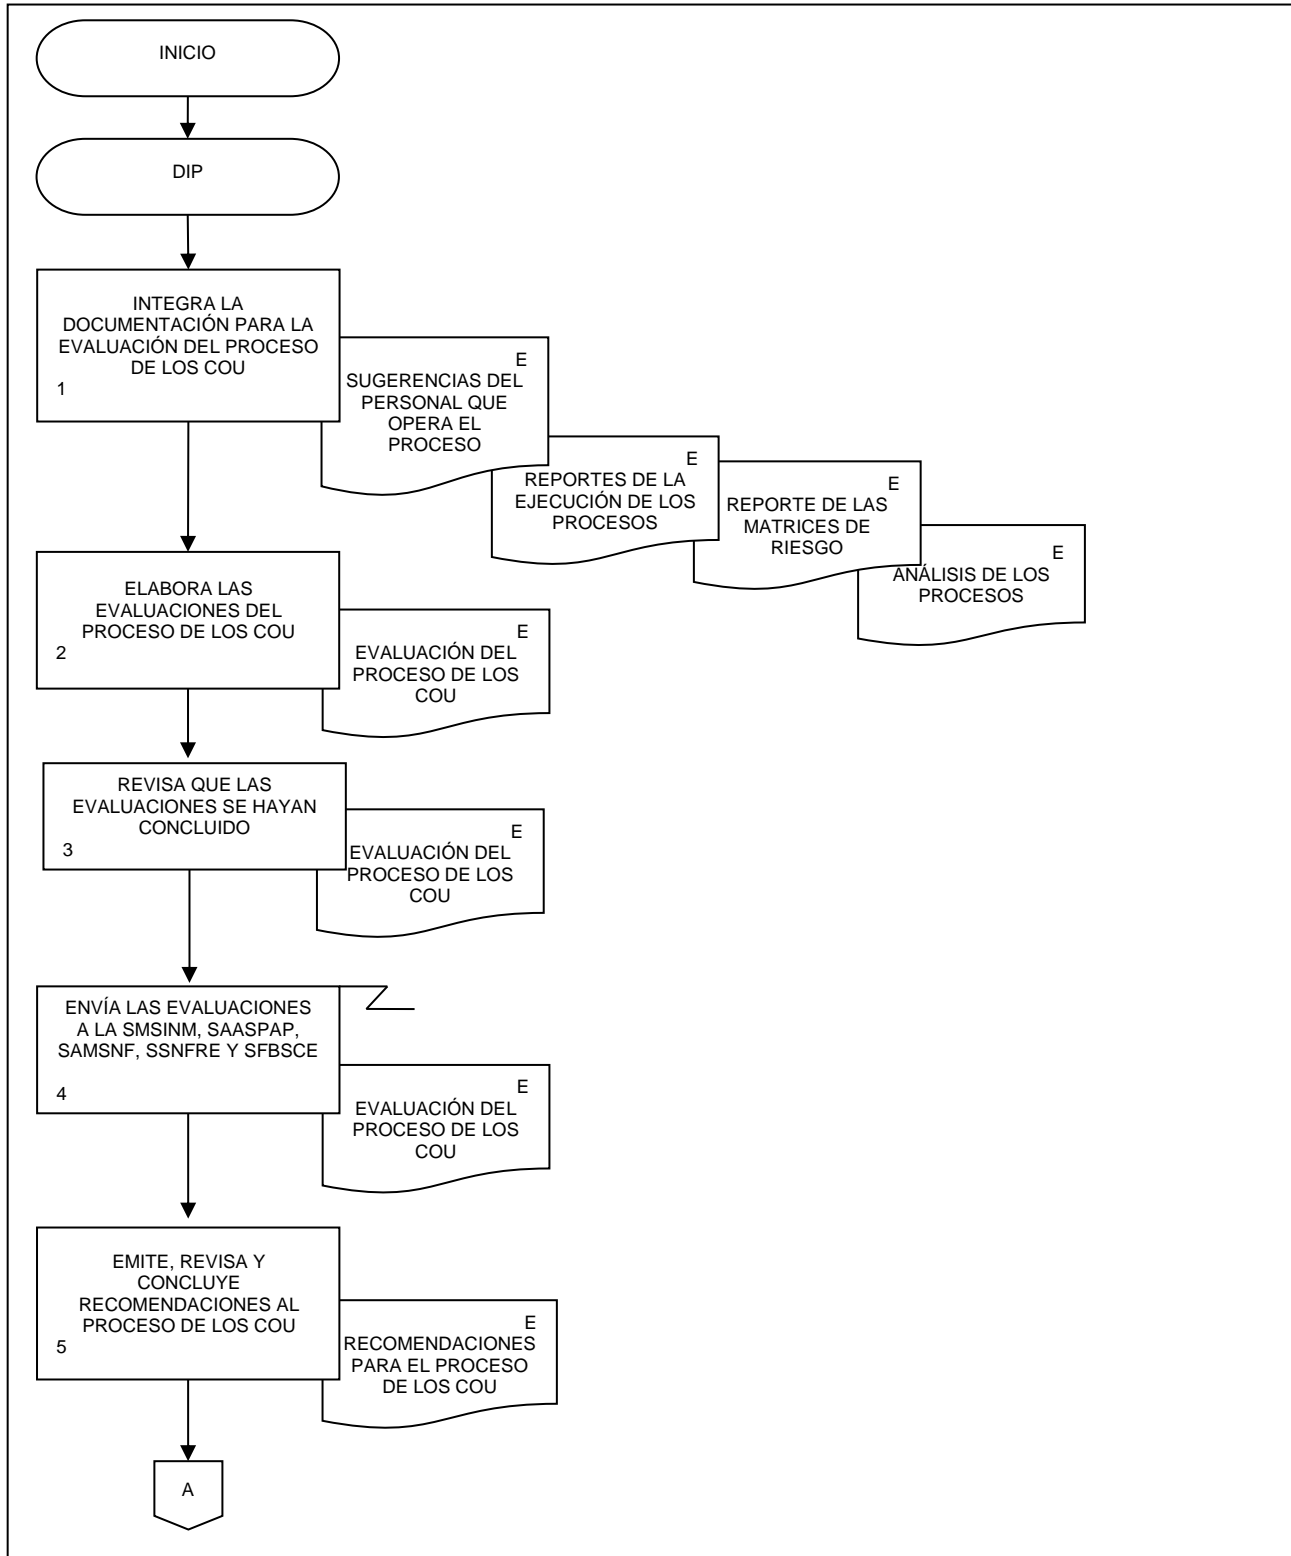 INICIO
DIP
INTEGRA LA
DOCUMENTACIÓN PARA LA
EVALUACIÓN DEL PROCESO
DE LOS COU
1
E
SUGERENCIAS DEL
PERSONAL QUE
OPERA EL
PROCESO
E
REPORTES DE LA
EJECUCIÓN DE LOS
PROCESOS
E
REPORTE DE LAS
MATRICES DE
RIESGO
E
ANÁLISIS DE LOS
PROCESOS
ELABORA LAS
EVALUACIONES DEL
PROCESO DE LOS COU
2
E
EVALUACIÓN DEL
PROCESO DE LOS
COU
REVISA QUE LAS
EVALUACIONES SE HAYAN
CONCLUIDO
3
E
EVALUACIÓN DEL
PROCESO DE LOS
COU
ENVÍA LAS EVALUACIONES
A LA SMSINM, SAASPAP,
SAMSNF, SSNFRE Y SFBSCE
4
E
EVALUACIÓN DEL
PROCESO DE LOS
COU
EMITE, REVISA Y
CONCLUYE
RECOMENDACIONES AL
PROCESO DE LOS COU
5
E
RECOMENDACIONES
PARA EL PROCESO
DE LOS COU
A